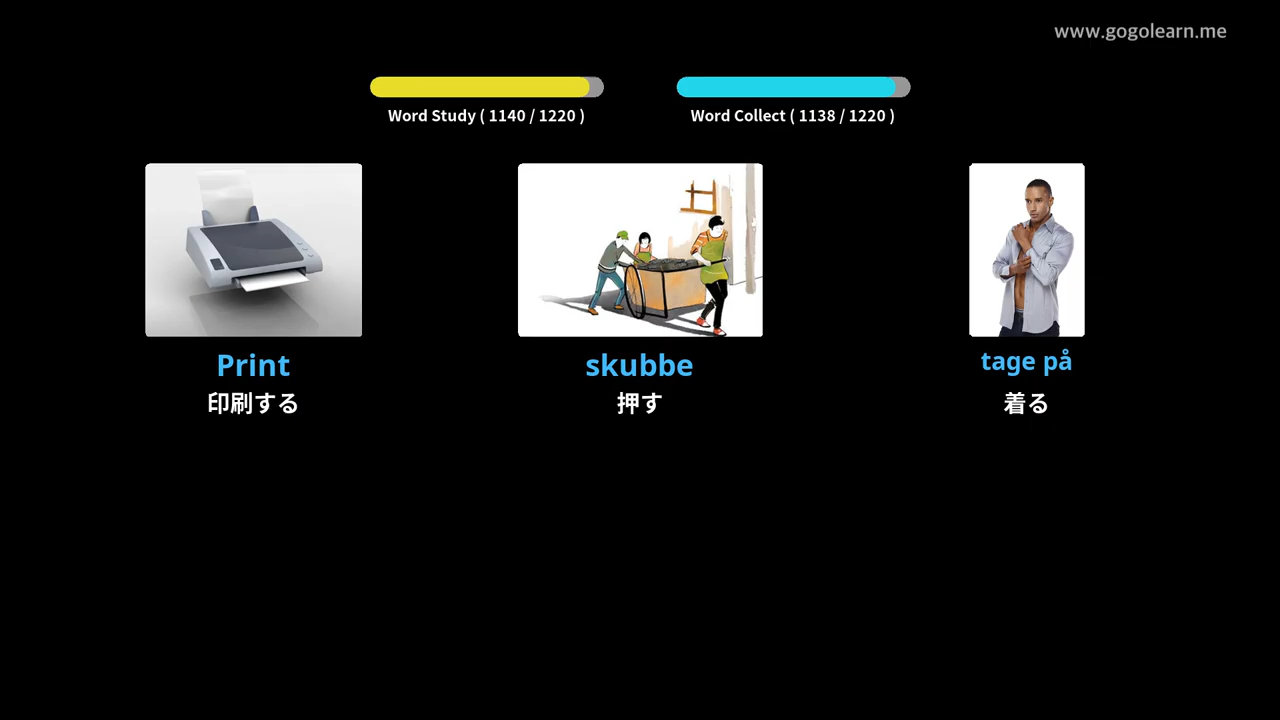 www.gogolearn.me
Word Study ( 1140 / 1220 )
Word Collect ( 1138 / 1220 )
Print
skubbe
tage på
印刷する
押す
着る